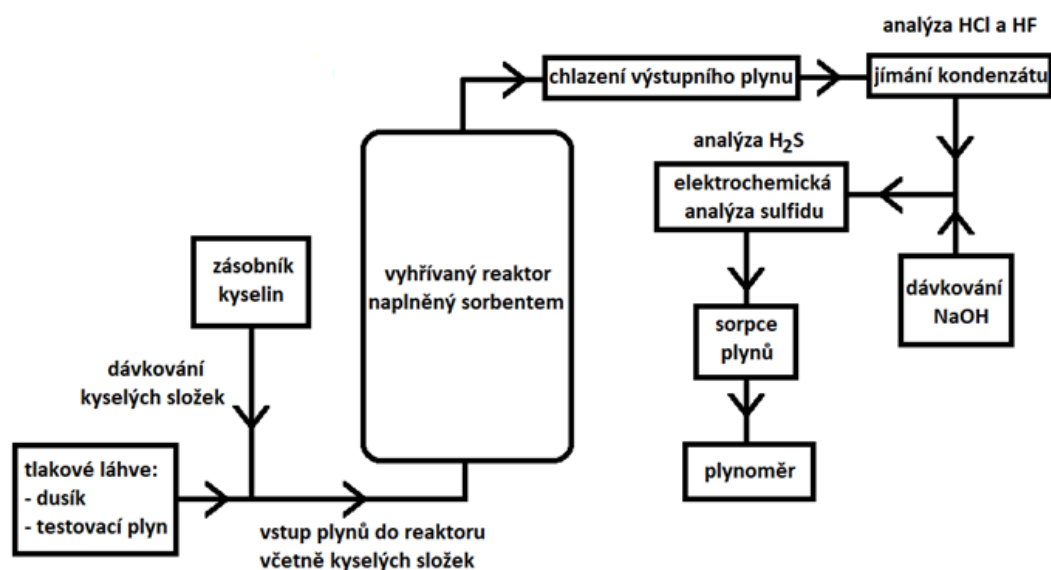 analýza HCl a HF
chlazení výstupního plynu
jímání kondenzátu
analýza H₂S
elektrochemická
analýza sulfidu
zásobník
kyselin
vyhřívaný reaktor
naplněný sorbentem
dávkování
NaOH
sorpce
plynů
dávkování
kyselých složek
tlakové láhve:
- dusík
- testovací plyn
plynoměr
vstup plynů do reaktoru
včetně kyselých složek